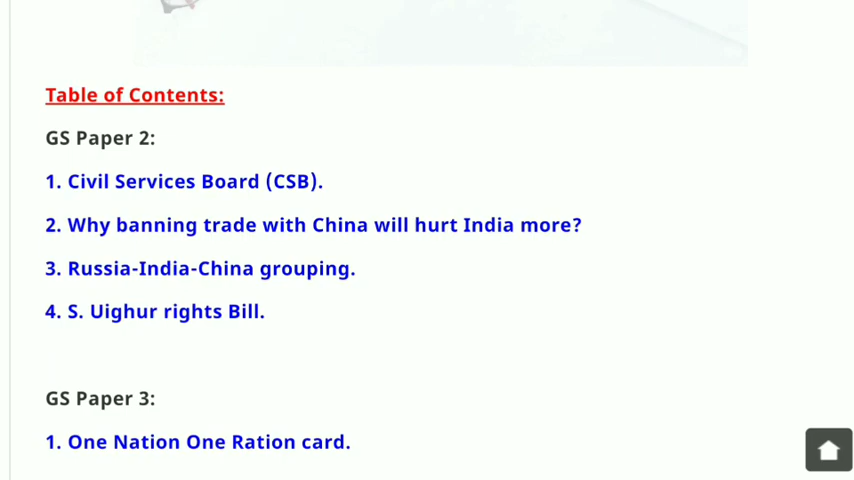 Table of Contents:
GS Paper 2:
1. Civil Services Board (CSB).
2. Why banning trade with China will hurt India more?
3. Russia-India-China grouping.
4. S. Uighur rights Bill.
GS Paper 3:
1. One Nation One Ration card.